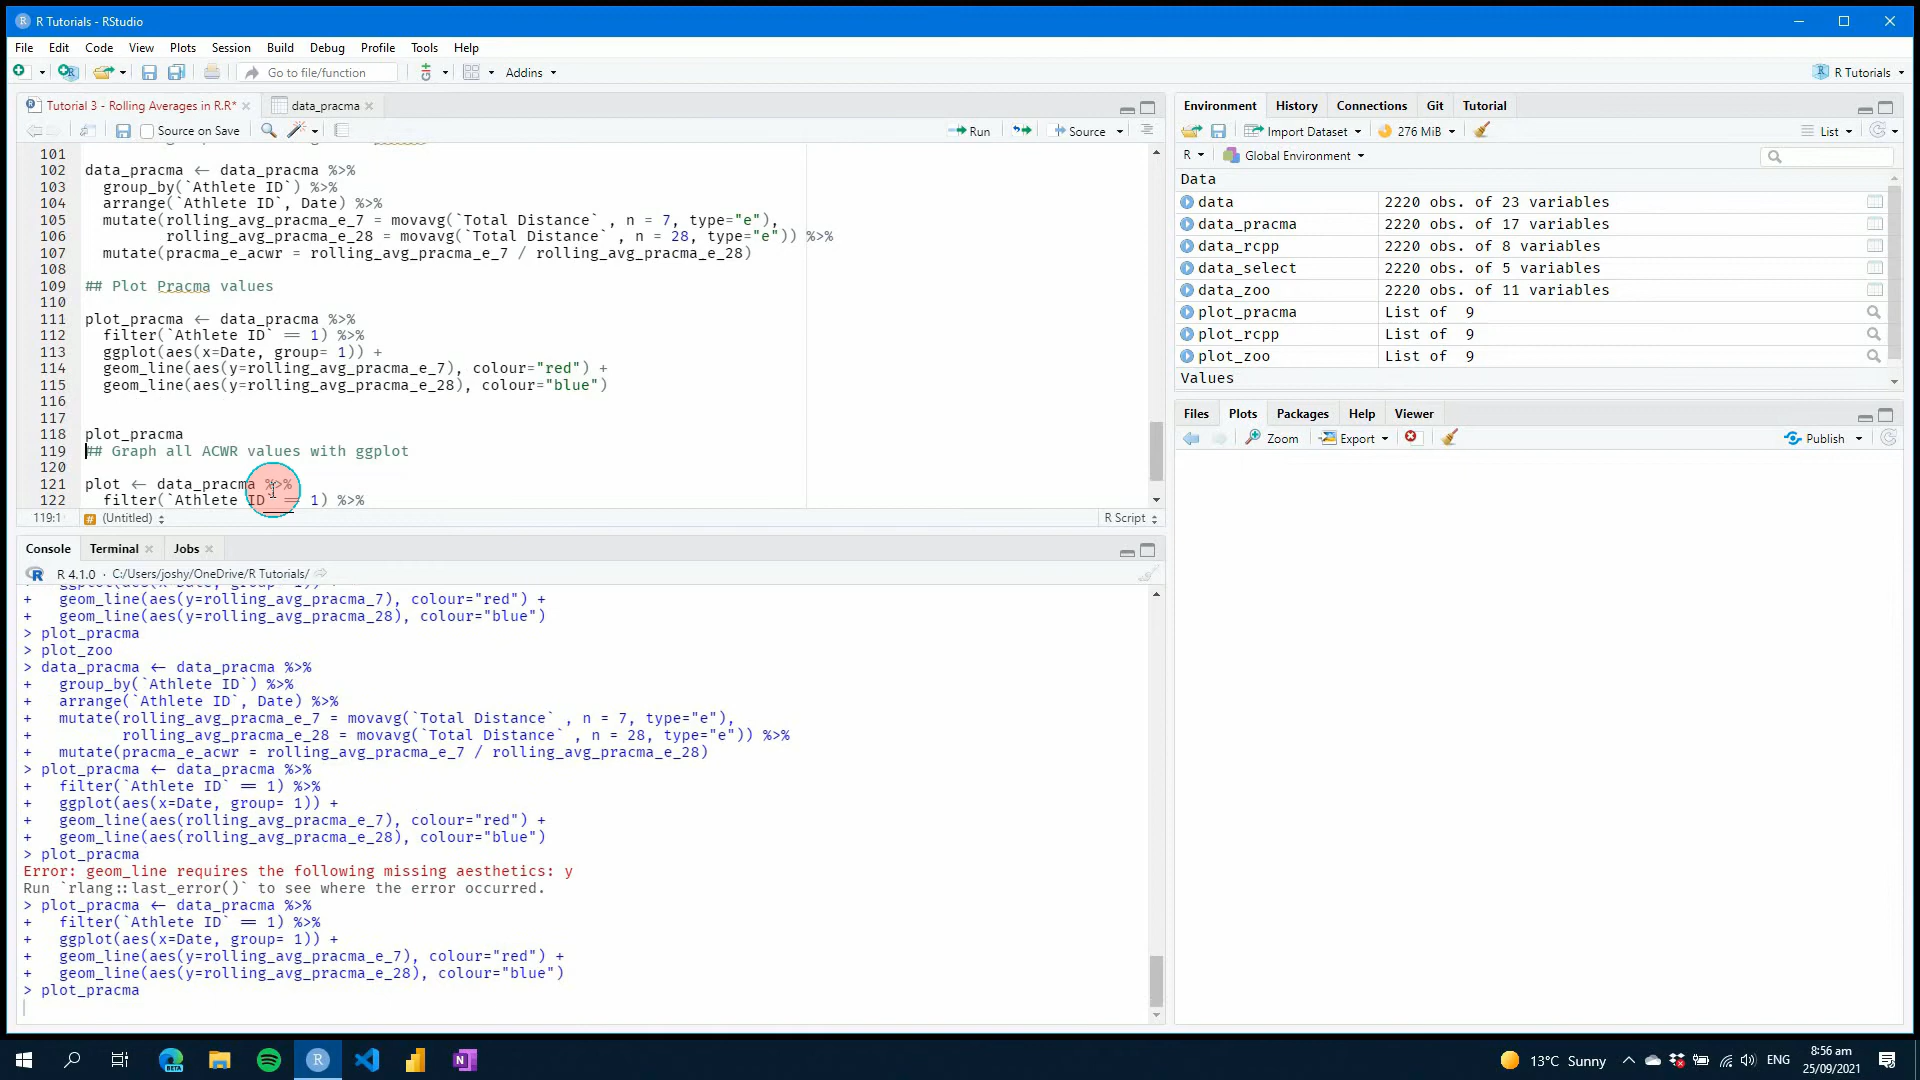 R Tutorials - RStudio
File Edit Code View Plots Session Build Debug Profile Tools Help
Go to file/function Addins R Tutorials
Tutorial 3 - Rolling Averages in R.R* data_pracma
Source on Save Run Source
101
102 data_pracma <- data_pracma %>%
103 group_by(`Athlete ID`) %>%
104 arrange(`Athlete ID`, Date) %>%
105 mutate(rolling_avg_pracma_e_7 = movavg(`Total Distance` , n = 7, type="e"),
106 rolling_avg_pracma_e_28 = movavg(`Total Distance` , n = 28, type="e")) %>%
107 mutate(pracma_e_acwr = rolling_avg_pracma_e_7 / rolling_avg_pracma_e_28)
108
109 ## Plot Pracma values
110
111 plot_pracma <- data_pracma %>%
112 filter(`Athlete ID` == 1) %>%
113 ggplot(aes(x=Date, group= 1)) +
114 geom_line(aes(y=rolling_avg_pracma_e_7), colour="red") +
115 geom_line(aes(y=rolling_avg_pracma_e_28), colour="blue")
116
117
118 plot_pracma
119 ## Graph all ACWR values with ggplot
120
121 plot <- data_pracma %>%
122 filter(`Athlete ID` == 1) %>%
119:1 # (Untitled) R Script
Console Terminal Jobs
R 4.1.0 · C:/Users/joshy/OneDrive/R Tutorials/
+ geom_line(aes(y=rolling_avg_pracma_7), colour="red") +
+ geom_line(aes(y=rolling_avg_pracma_28), colour="blue")
> plot_pracma
> plot_zoo
> data_pracma <- data_pracma %>%
+ group_by(`Athlete ID`) %>%
+ arrange(`Athlete ID`, Date) %>%
+ mutate(rolling_avg_pracma_e_7 = movavg(`Total Distance` , n = 7, type="e"),
+ rolling_avg_pracma_e_28 = movavg(`Total Distance` , n = 28, type="e")) %>%
+ mutate(pracma_e_acwr = rolling_avg_pracma_e_7 / rolling_avg_pracma_e_28)
> plot_pracma <- data_pracma %>%
+ filter(`Athlete ID` == 1) %>%
+ ggplot(aes(x=Date, group= 1)) +
+ geom_line(aes(rolling_avg_pracma_e_7), colour="red") +
+ geom_line(aes(rolling_avg_pracma_e_28), colour="blue")
> plot_pracma
Error: geom_line requires the following missing aesthetics: y
Run `rlang::last_error()` to see where the error occurred.
> plot_pracma <- data_pracma %>%
+ filter(`Athlete ID` == 1) %>%
+ ggplot(aes(x=Date, group= 1)) +
+ geom_line(aes(y=rolling_avg_pracma_e_7), colour="red") +
+ geom_line(aes(y=rolling_avg_pracma_e_28), colour="blue")
> plot_pracma
Environment History Connections Git Tutorial
Import Dataset 276 MiB List
R Global Environment
Data
data 2220 obs. of 23 variables
data_pracma 2220 obs. of 17 variables
data_rcpp 2220 obs. of 8 variables
data_select 2220 obs. of 5 variables
data_zoo 2220 obs. of 11 variables
plot_pracma List of 9
plot_rcpp List of 9
plot_zoo List of 9
Values
Files Plots Packages Help Viewer
Zoom Export Publish
13°C Sunny ENG 8:56 am
25/09/2021